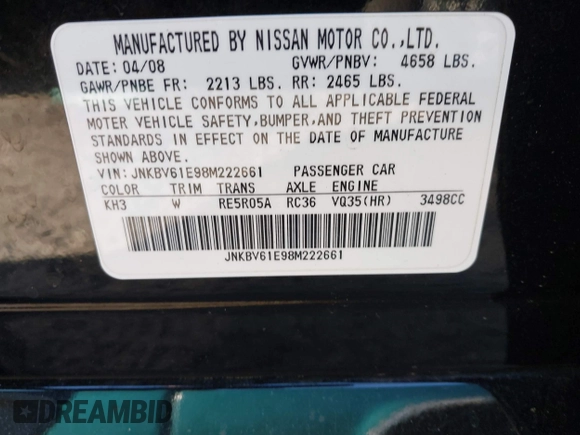 MANUFACTURED BY NISSAN MOTOR CO.,LTD.
DATE: 04/08 GVWR/PNBV: 4658 LBS.
GAWR/PNBE FR: 2213 LBS. RR: 2465 LBS.
THIS VEHICLE CONFORMS TO ALL APPLICABLE FEDERAL
MOTER VEHICLE SAFETY,BUMPER,AND THEFT PREVENTION
STANDARDS IN EFFECT ON THE DATE OF MANUFACTURE
SHOWN ABOVE.
VIN:JNKBV61E98M222661 PASSENGER CAR
COLOR TRIM TRANS AXLE ENGINE
KH3 W RE5R05A RC36 VQ35(HR) 3498CC
JNKBV61E98M222661
DREAMBID